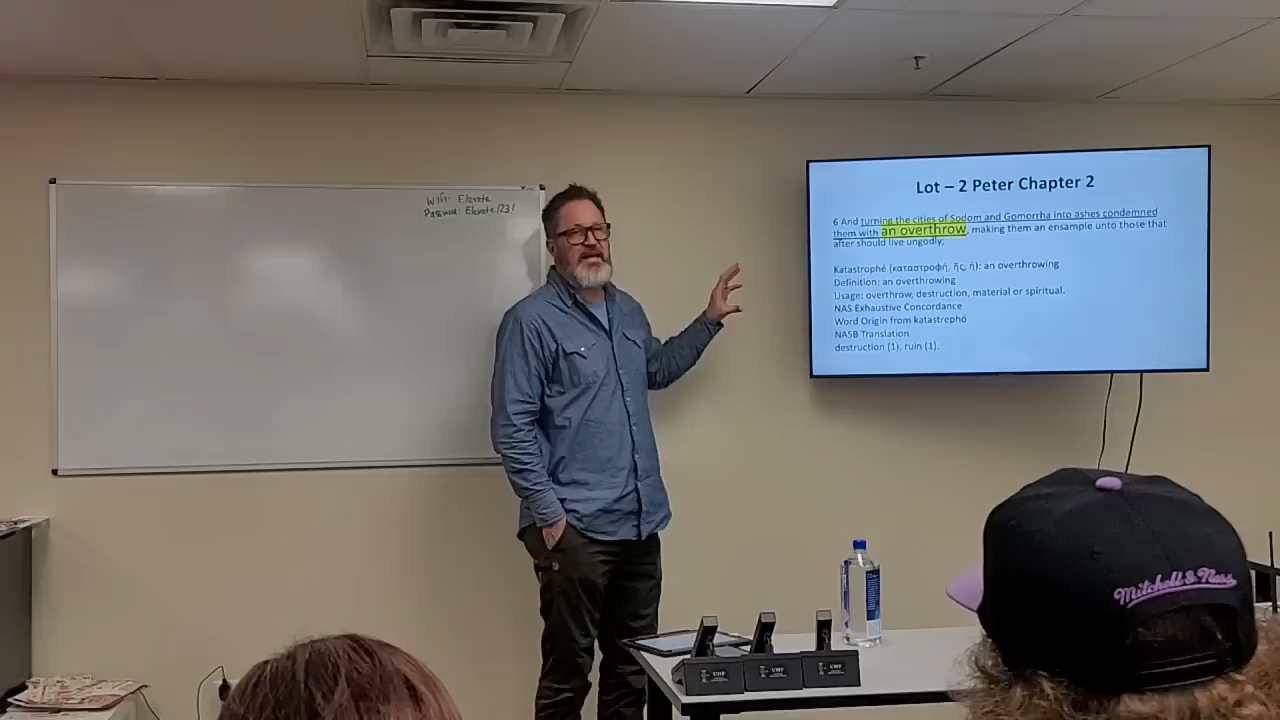 Wifi: Elevate
Lot – 2 Peter Chapter 2
6 And turning the cities of Sodom and Gomorrha into ashes condemned
them with an overthrow, making them an ensample unto those that
after should live ungodly;
Katastrophé (καταστροφή, ῆς, ἡ): an overthrowing
Definition: an overthrowing
Usage: overthrow, destruction, material or spiritual.
NAS Exhaustive Concordance
Word Origin from katastrephó
NASB Translation
destruction (1), ruin (1).
Mitchell & Ness